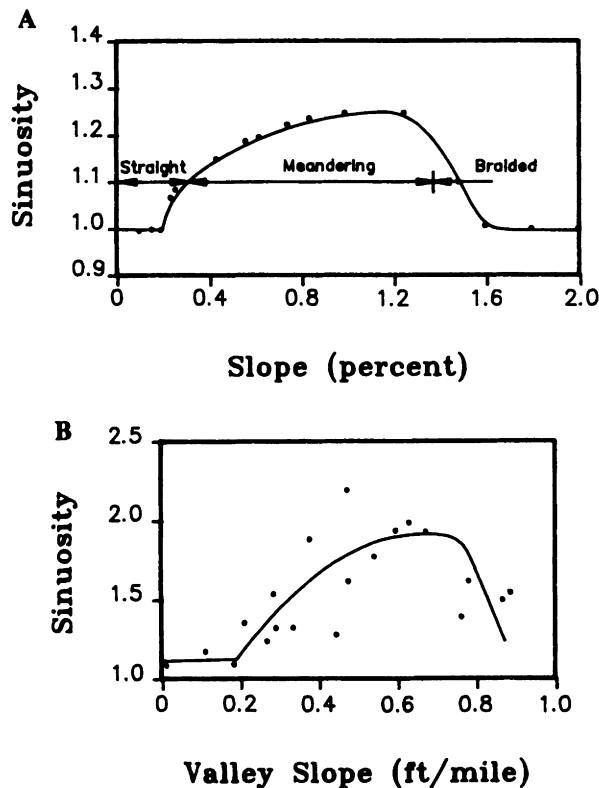 A
1.4
1.3
1.2
1.1
1.0
0.9
Sinuosity
Straight
Meandering
Braided
0
0.4
0.8
1.2
1.6
2.0
Slope (percent)
B
2.5
2.0
1.5
1.0
Sinuosity
0
0.2
0.4
0.6
0.8
1.0
Valley Slope (ft/mile)